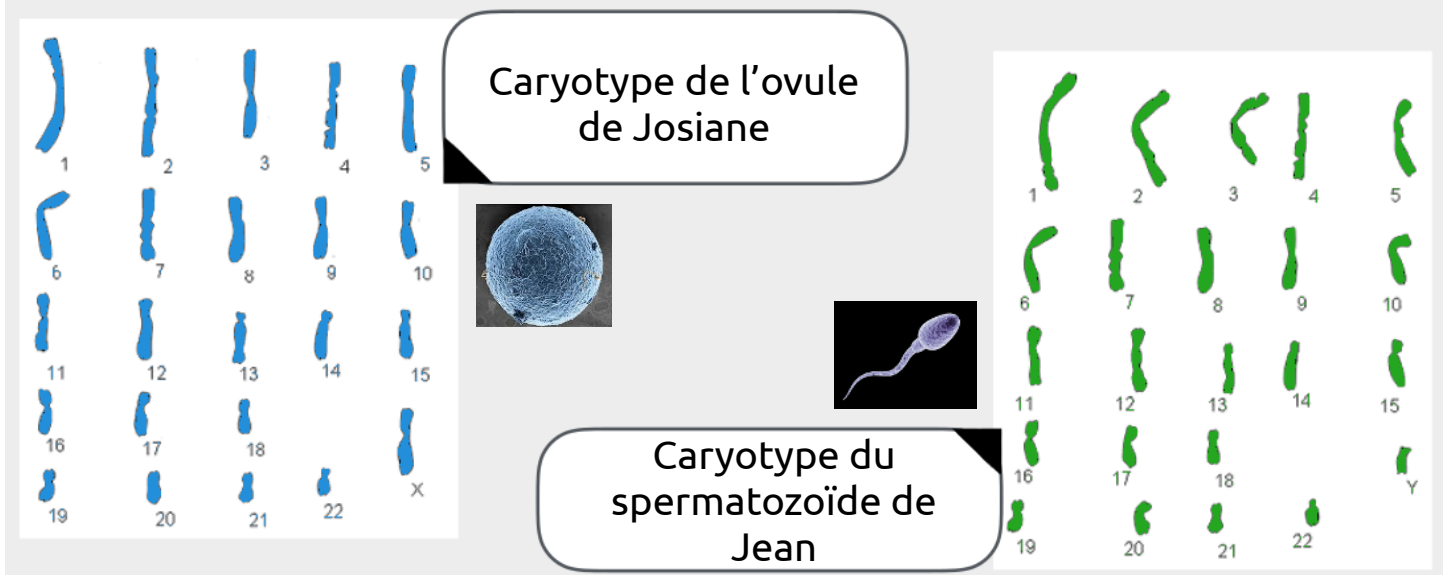 Caryotype de l’ovule
de Josiane
1 2 3 4 5
6 7 8 9 10
11 12 13 14 15
16 17 18
X
19 20 21 22
1 2 3 4 5
6 7 8 9 10
11 12 13 14 15
16 17 18
Y
19 20 21 22
Caryotype du
spermatozoïde de
Jean